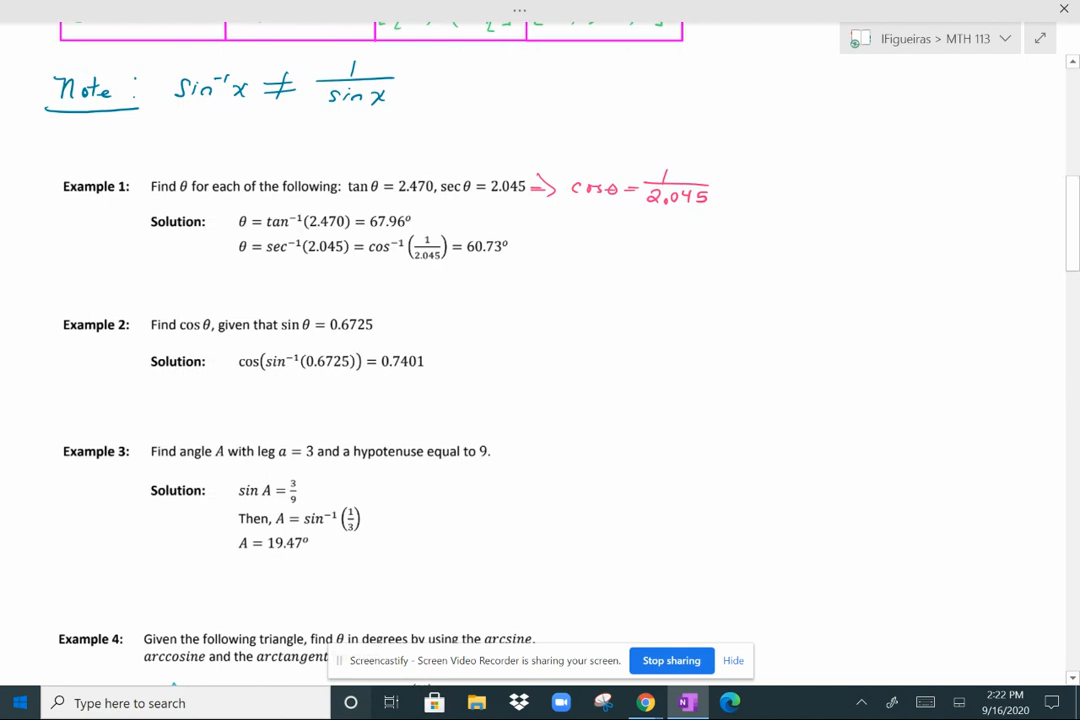 IFigueiras > MTH 113
Note : sin⁻¹x ≠ 1/sin x
Example 1: Find θ for each of the following: tan θ = 2.470, sec θ = 2.045 => cosθ = 1/2.045
Solution: θ = tan⁻¹(2.470) = 67.96°
θ = sec⁻¹(2.045) = cos⁻¹(1/2.045) = 60.73°
Example 2: Find cos θ, given that sin θ = 0.6725
Solution: cos(sin⁻¹(0.6725)) = 0.7401
Example 3: Find angle A with leg a = 3 and a hypotenuse equal to 9.
Solution: sin A = 3/9
Then, A = sin⁻¹(1/3)
A = 19.47°
Example 4: Given the following triangle, find θ in degrees by using the arcsine,
arccosine and the arctangent
Screencastify - Screen Video Recorder is sharing your screen. Stop sharing Hide
Type here to search
2:22 PM
9/16/2020